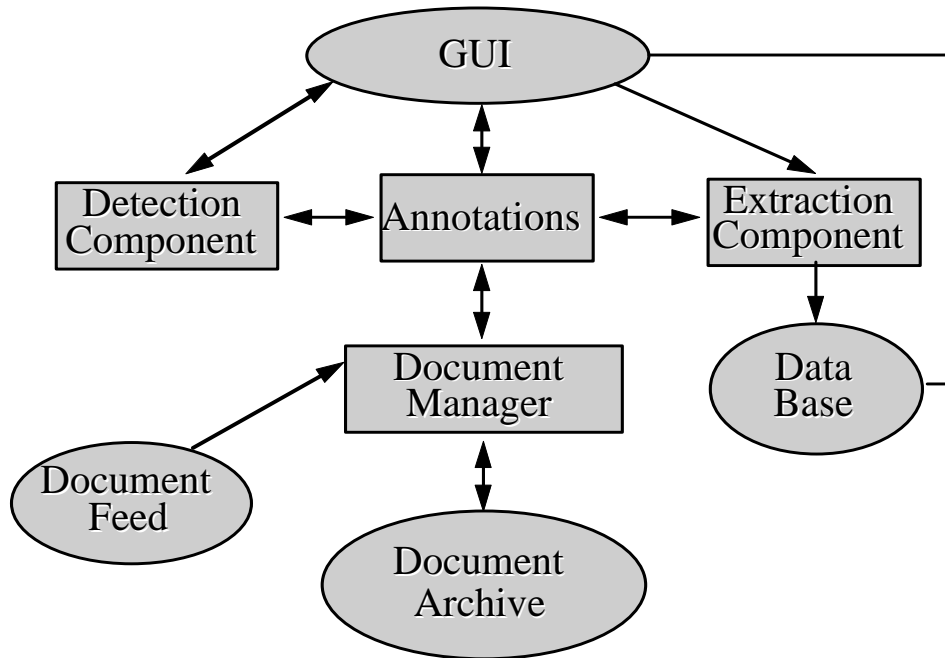 GUI
Detection
Component
Annotations
Extraction
Component
Document
Manager
Data
Base
Document
Feed
Document
Archive